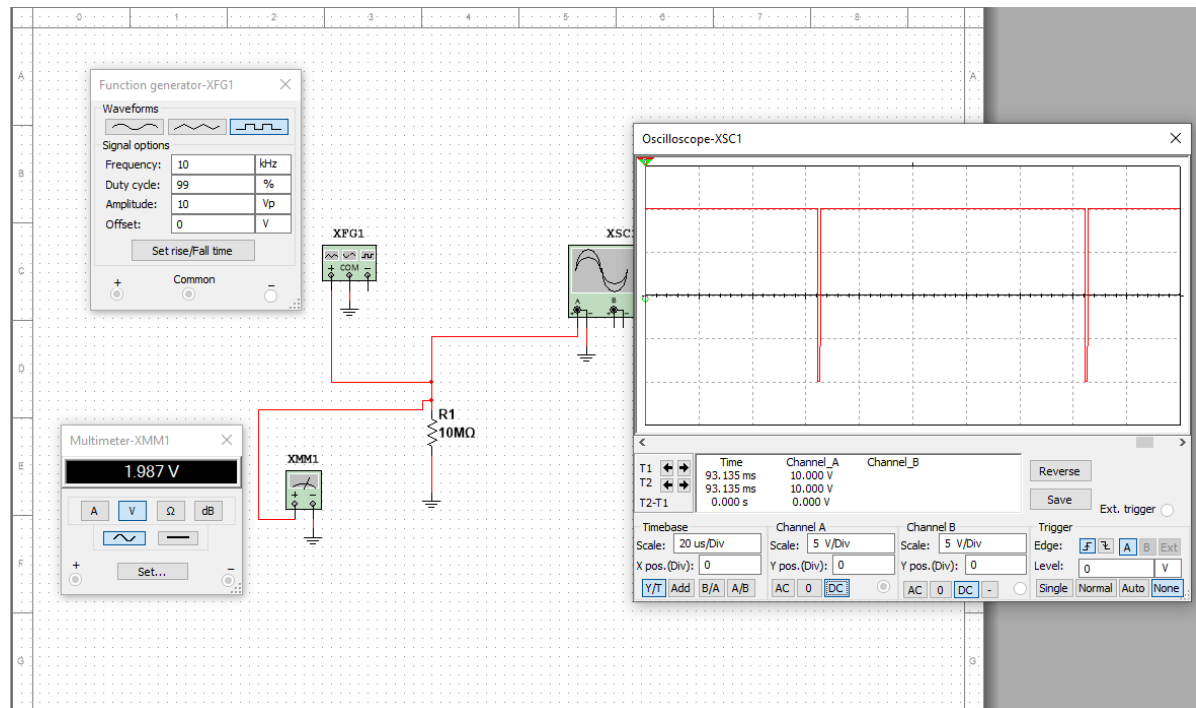 0 1 2 3 4 5 6 7 8
A
B
C
D
E
F
G
A
G
Function generator-XFG1
Waveforms
Signal options
Frequency: 10 kHz
Duty cycle: 99 %
Amplitude: 10 Vp
Offset: 0 V
Set rise/Fall time
+ Common −
XFG1
+ COM −
XSC
A B
R1
10MΩ
XMM1
+ −
Multimeter-XMM1
1.987 V
A V Ω dB
+ Set... −
Oscilloscope-XSC1
Time Channel_A Channel_B
T1 93.135 ms 10.000 V
T2 93.135 ms 10.000 V
T2-T1 0.000 s 0.000 V
Reverse
Save
Ext. trigger
Timebase
Scale: 20 us/Div
X pos.(Div): 0
Y/T Add B/A A/B
Channel A
Scale: 5 V/Div
Y pos.(Div): 0
AC 0 DC
Channel B
Scale: 5 V/Div
Y pos.(Div): 0
AC 0 DC -
Trigger
Edge: A B Ext
Level: 0 V
Single Normal Auto None